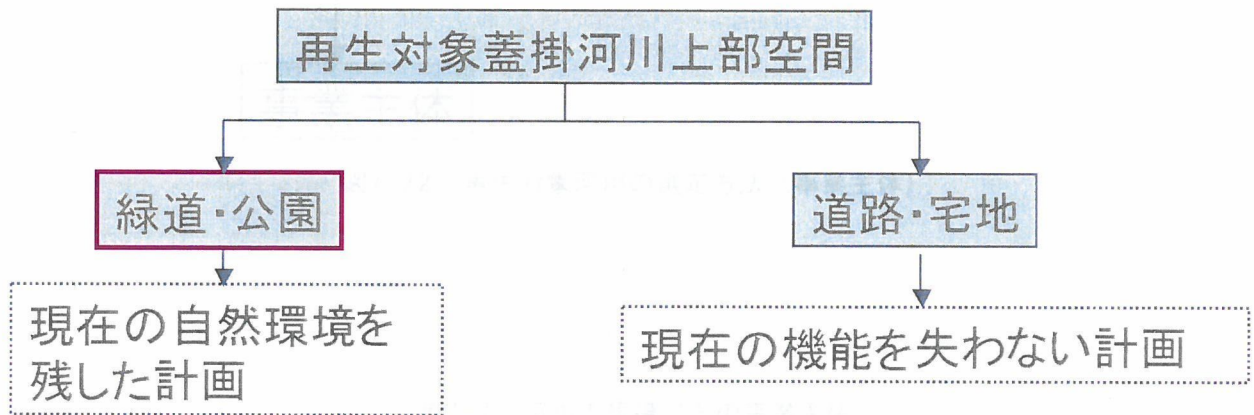 再生対象蓋掛河川上部空間
緑道・公園
道路・宅地
現在の自然環境を
残した計画
現在の機能を失わない計画